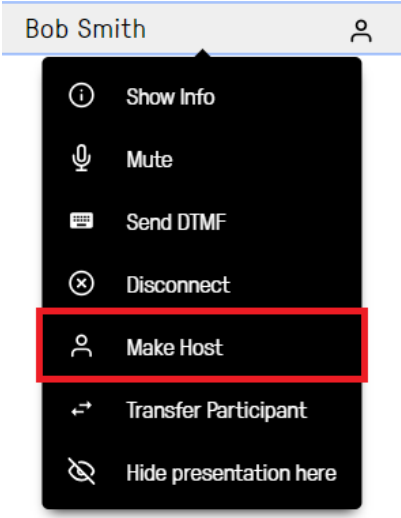 Bob Smith
Show Info
Mute
Send DTMF
Disconnect
Make Host
Transfer Participant
Hide presentation here